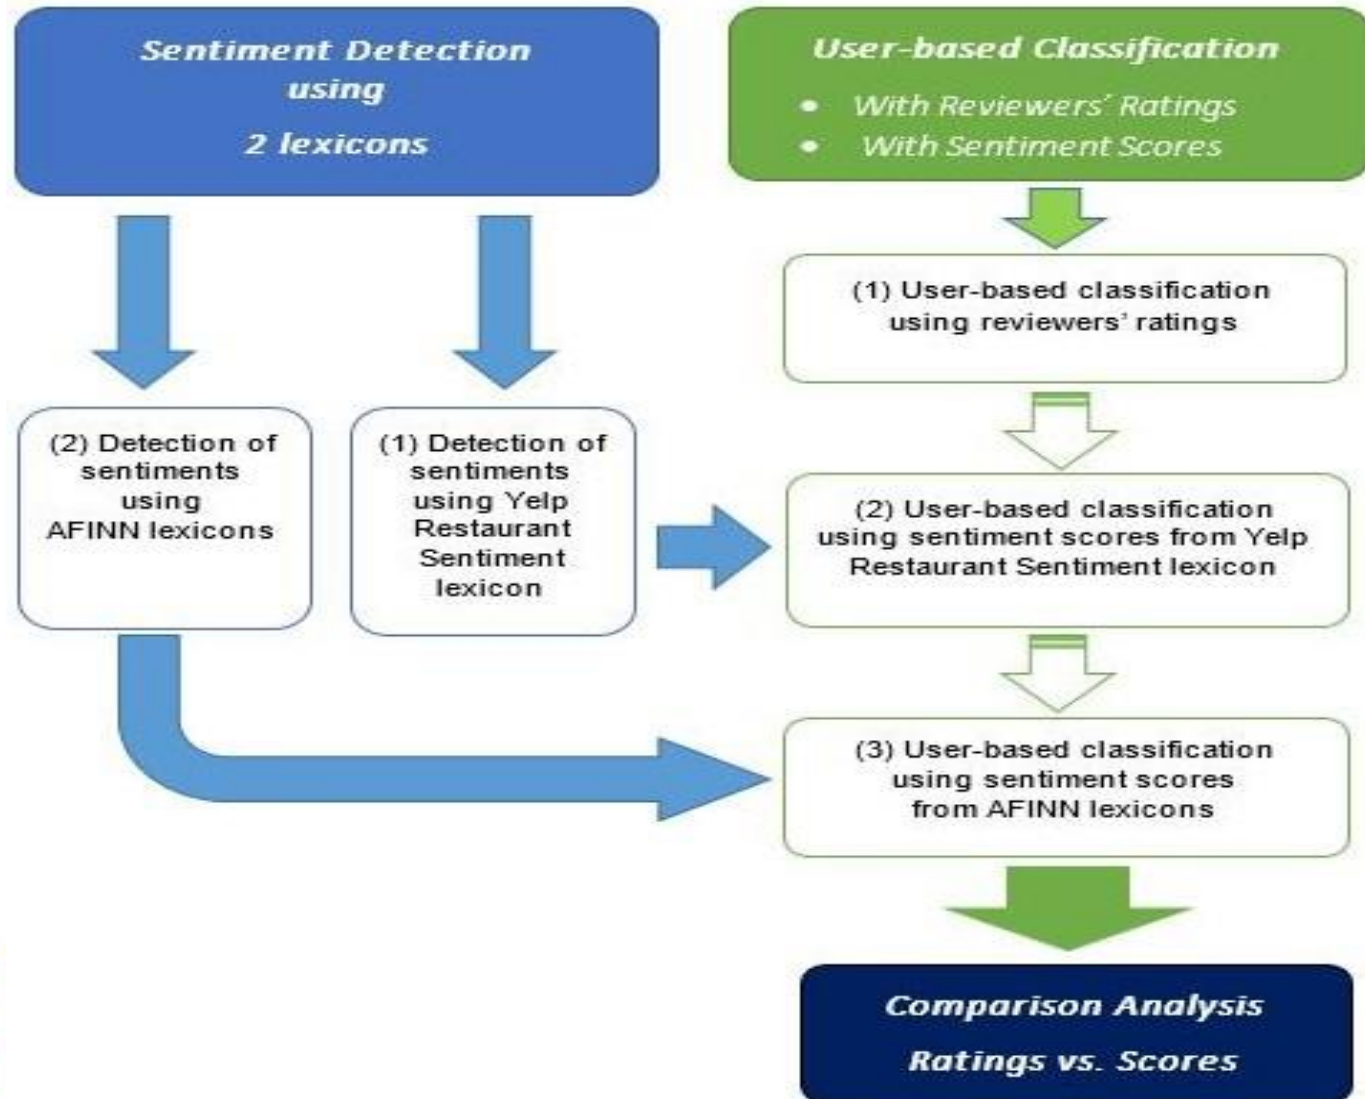 Sentiment Detection
using
2 lexicons
User-based Classification
• With Reviewers' Ratings
• With Sentiment Scores
(1) User-based classification
using reviewers' ratings
(2) Detection of
sentiments
using
AFINN lexicons
(1) Detection of
sentiments
using Yelp
Restaurant
Sentiment
lexicon
(2) User-based classification
using sentiment scores from Yelp
Restaurant Sentiment lexicon
(3) User-based classification
using sentiment scores
from AFINN lexicons
Comparison Analysis
Ratings vs. Scores